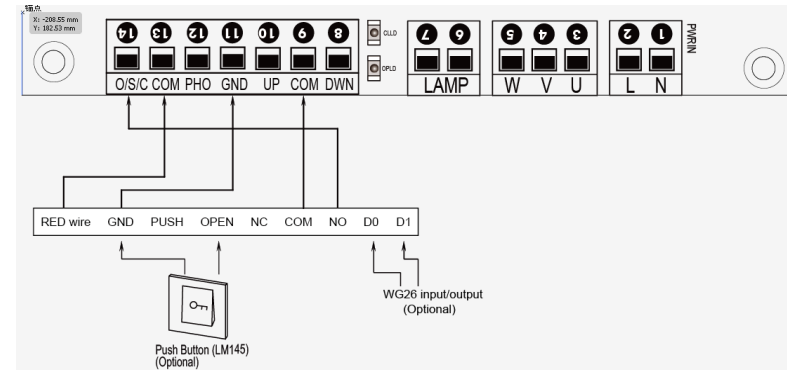 锚点
X: -208.55 mm
Y: 182.53 mm
14 13 12 11 10 9 8
CLLD
OPLD
7 6
5 4 3
2 1
PWRIN
O/S/C COM PHO GND UP COM DWN
LAMP
W V U
L N
RED wire GND PUSH OPEN NC COM NO D0 D1
WG26 input/output
(Optional)
Push Button (LM145)
(Optional)